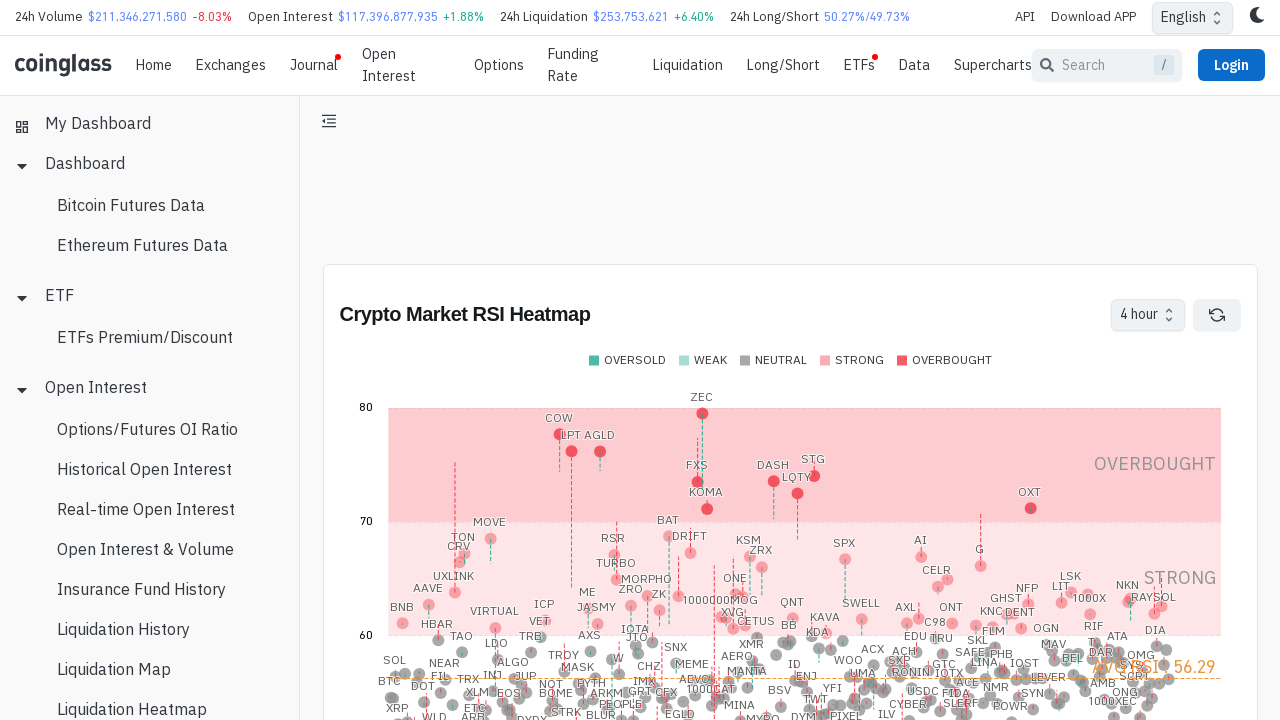 24h Volume $211,346,271,580 -8.03% Open Interest $117,396,877,935 +1.88% 24h Liquidation $253,753,621 +6.40% 24h Long/Short 50.27%/49.73% API Download APP English
coinglass Home Exchanges Journal Open Interest Options Funding Rate Liquidation Long/Short ETFs Data Supercharts Search / Login
My Dashboard
Dashboard
Bitcoin Futures Data
Ethereum Futures Data
ETF
ETFs Premium/Discount
Open Interest
Options/Futures OI Ratio
Historical Open Interest
Real-time Open Interest
Open Interest & Volume
Insurance Fund History
Liquidation History
Liquidation Map
Liquidation Heatmap
Crypto Market RSI Heatmap 4 hour
OVERSOLD WEAK NEUTRAL STRONG OVERBOUGHT
ZEC
80
COW
LPT AGLD
STG
OVERBOUGHT
FXS DASH
LQTY
KOMA OXT
70
MOVE BAT
TON RSR DRIFT KSM AI
CRV ZRX SPX G
TURBO CELR
UXLINK MORPHO ONE LSK STRONG
AAVE ME ZRO ZK NFP LIT NKN
1000000MOG GHST 1000X RAYSOL
BNB VIRTUAL ICP JASMY QNT SWELL AXL ONT KNC DENT
HBAR VET XVG CETUS KAVA C98 RIF
TAO TRB AXS IOTA BB KDA EDU TRU FLM OGN ATA DIA
60
LDO JTO XMR SKL MAV
SNX ACX ACH SAFE PHB DAR OMG
SOL NEAR ALGO TROY W AERO WOO SXP LINA IOST BEL
MASK CHZ MEME ID GTC AVG RSI : 56.29
BTC FIL TRX INJ JUP MANTA ENJ UMA RONIN IOTX
DOT NOT PYTH IMX ACE NMR LEVER AMB
XLM EOS BOME ARKM GRT CFX 1000SATS BSV YFI USDC FIDA SYN ONG
XRP PEOPLE MINA TWT CYBER SLERF POWR 1000XEC
WLD STRK BLUR EGLD DYM PIXEL ILV